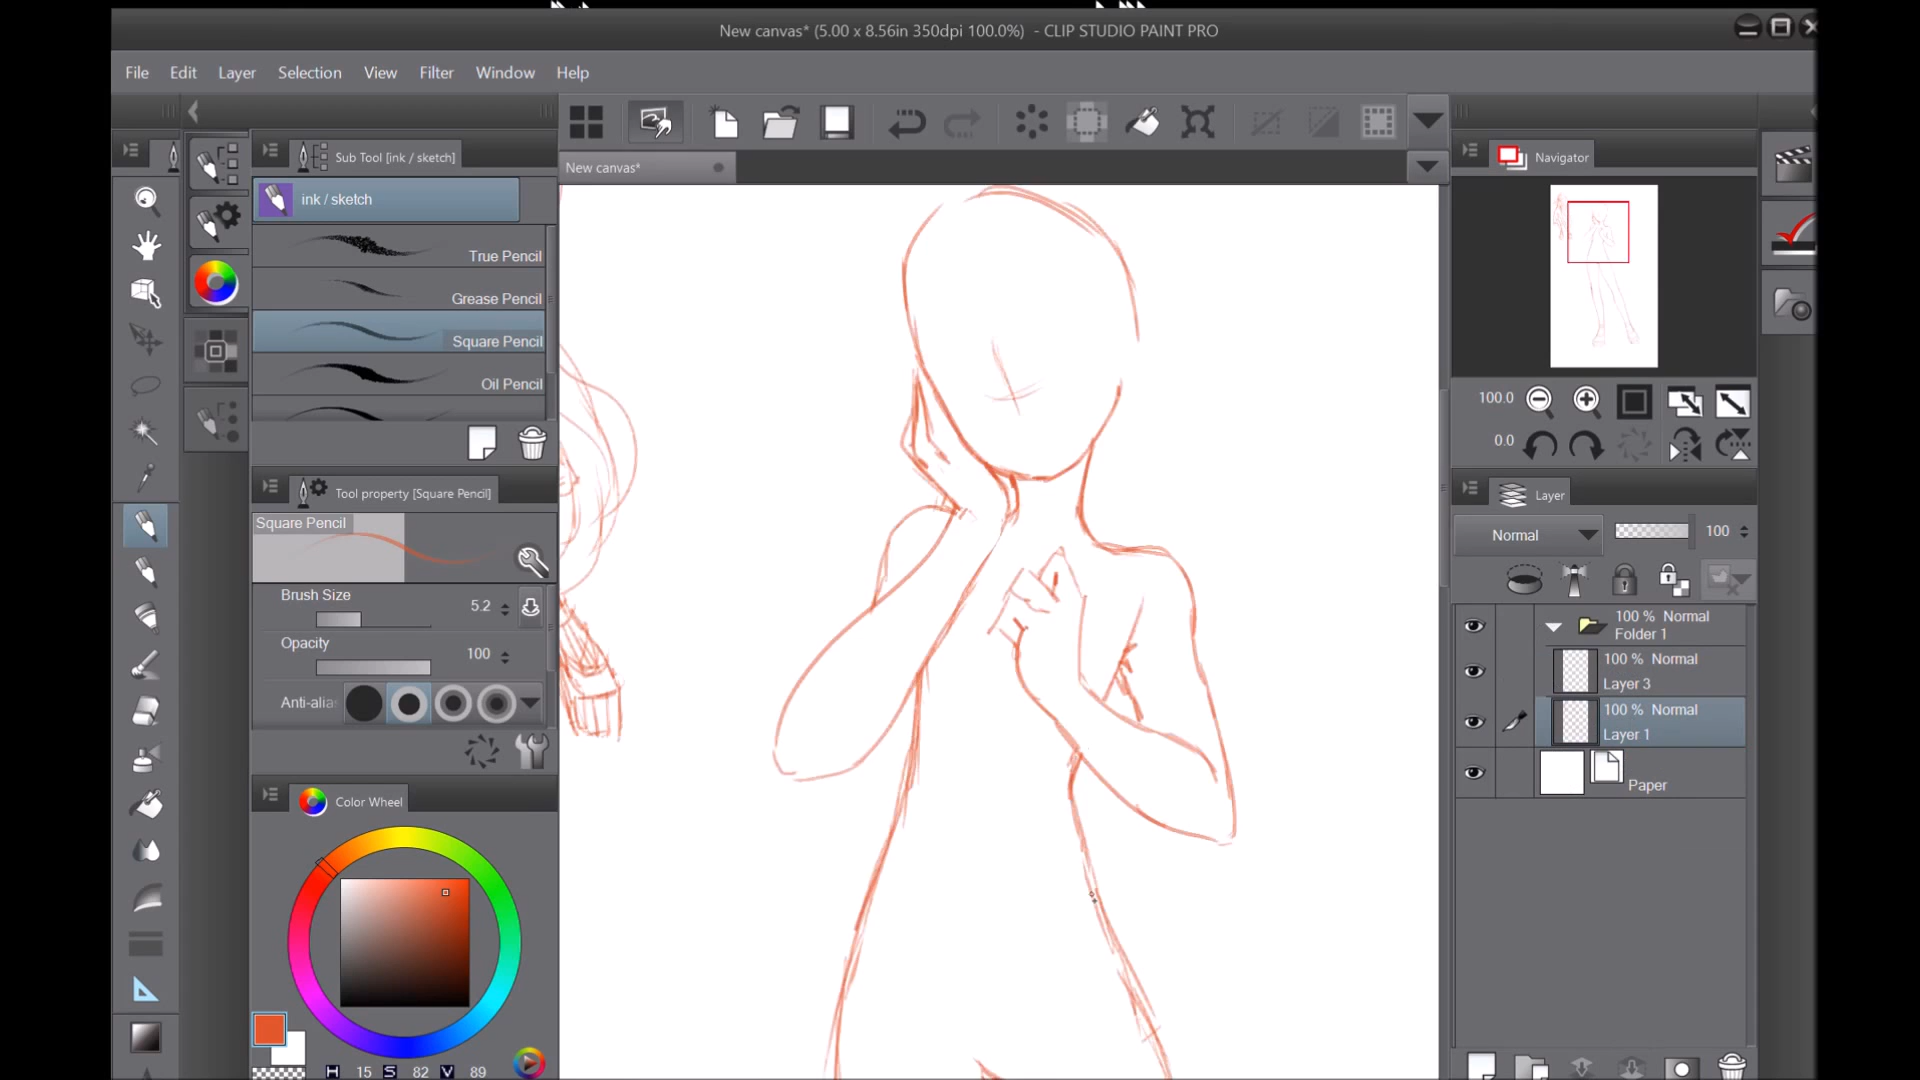 New canvas* (5.00 x 8.56in 350dpi 100.0%) - CLIP STUDIO PAINT PRO
File Edit Layer Selection View Filter Window Help
Sub Tool [ink / sketch]
New canvas*
Navigator
ink / sketch
True Pencil
Grease Pencil
Square Pencil
Oil Pencil
100.0
0.0
Tool property [Square Pencil]
Layer
Square Pencil
Normal 100
Brush Size 5.2
Opacity 100
100 % Normal
Folder 1
100 % Normal
Layer 3
Anti-alia
100 % Normal
Layer 1
Paper
Color Wheel
H 15 S 82 V 89